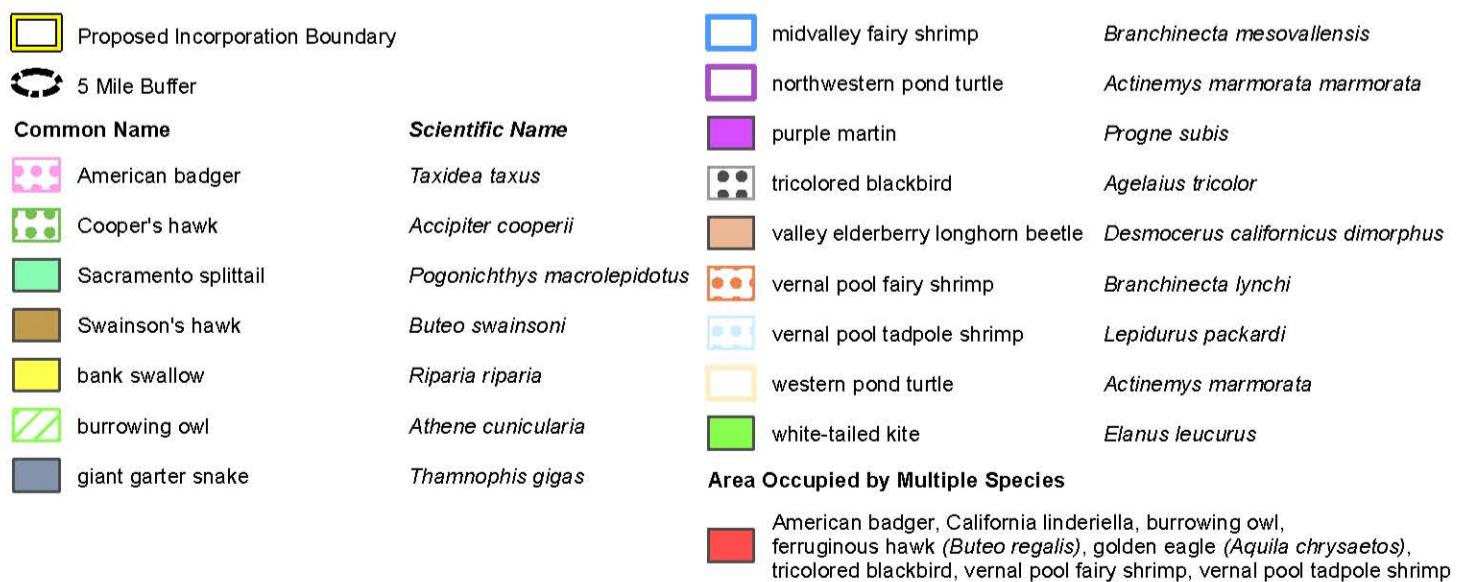 Proposed Incorporation Boundary
5 Mile Buffer
Common Name Scientific Name
American badger Taxidea taxus
Cooper's hawk Accipiter cooperii
Sacramento splittail Pogonichthys macrolepidotus
Swainson's hawk Buteo swainsoni
bank swallow Riparia riparia
burrowing owl Athene cunicularia
giant garter snake Thamnophis gigas
midvalley fairy shrimp Branchinecta mesovallensis
northwestern pond turtle Actinemys marmorata marmorata
purple martin Progne subis
tricolored blackbird Agelaius tricolor
valley elderberry longhorn beetle Desmocerus californicus dimorphus
vernal pool fairy shrimp Branchinecta lynchi
vernal pool tadpole shrimp Lepidurus packardi
western pond turtle Actinemys marmorata
white-tailed kite Elanus leucurus
Area Occupied by Multiple Species
American badger, California linderiella, burrowing owl,
ferruginous hawk (Buteo regalis), golden eagle (Aquila chrysaetos),
tricolored blackbird, vernal pool fairy shrimp, vernal pool tadpole shrimp